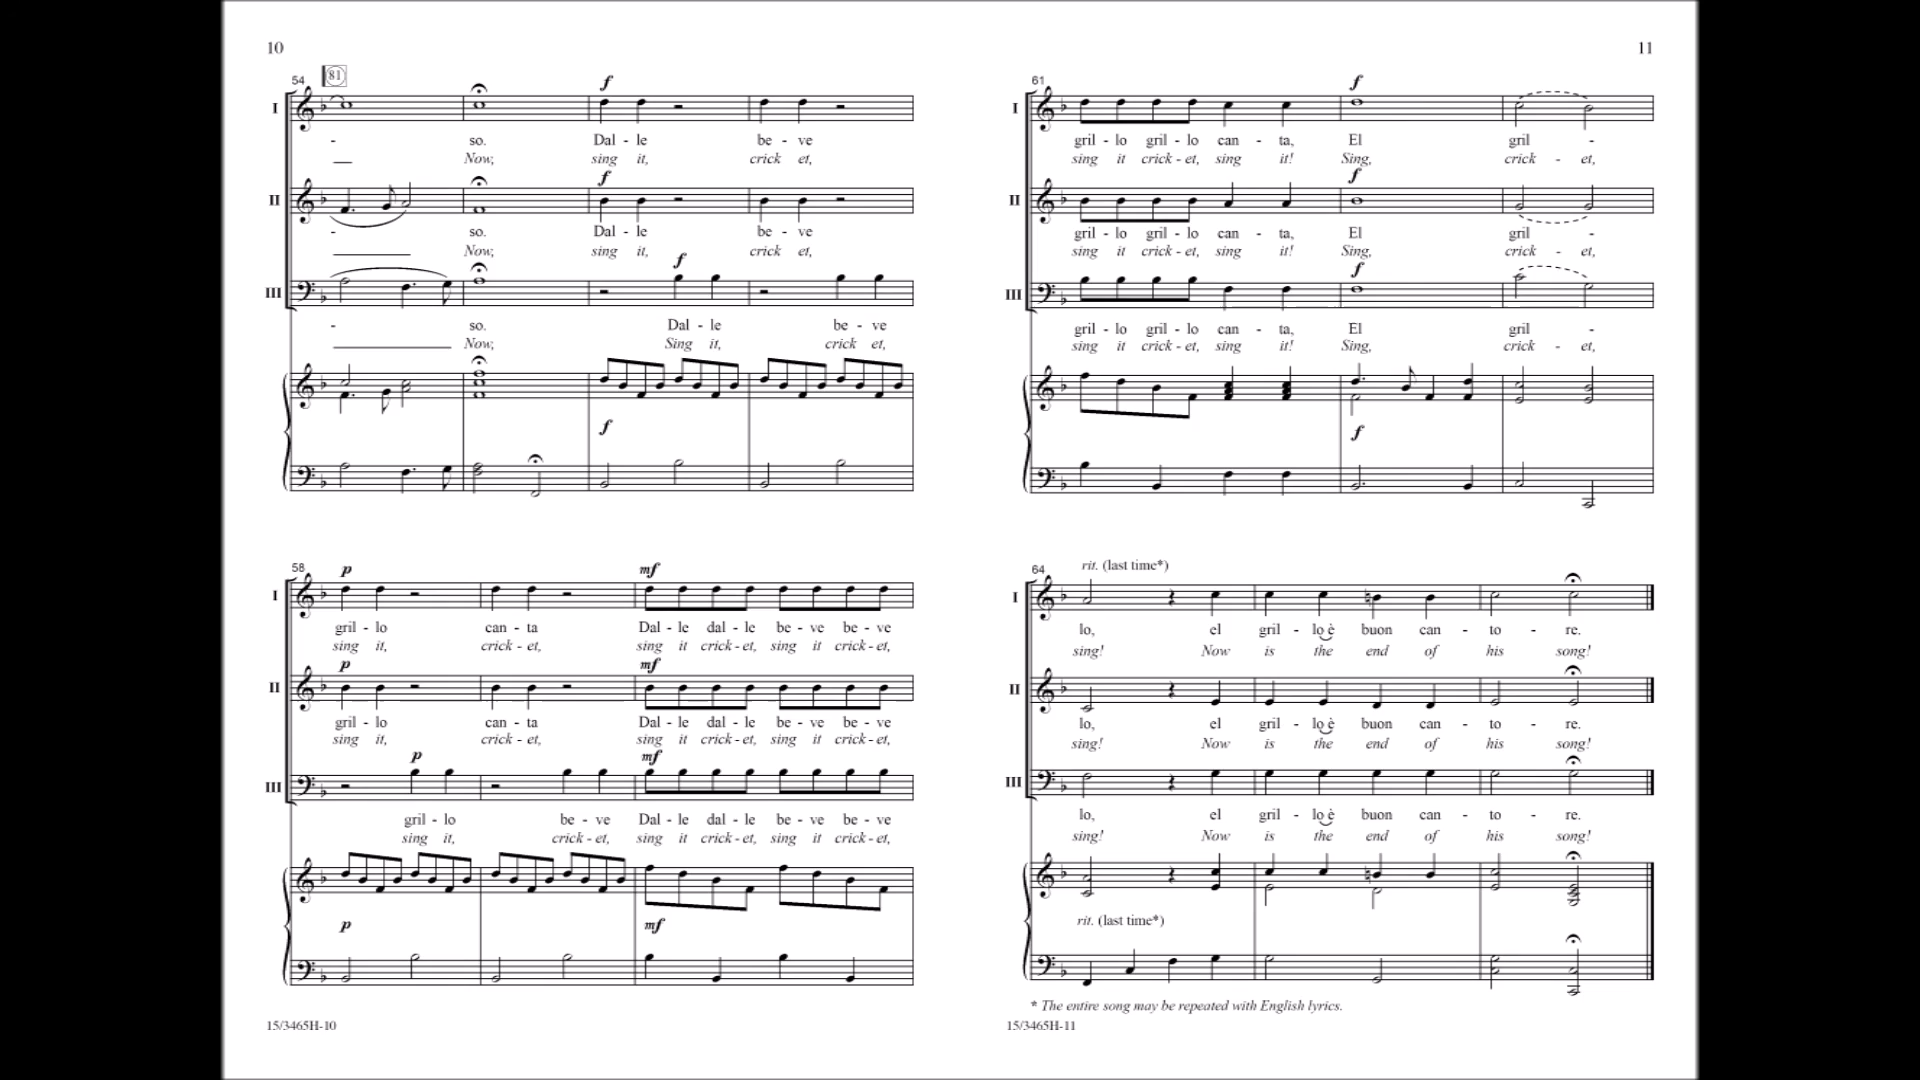 10
54 81
f
I
- so. Dal - le be - ve
Now, sing it, crick et,
f
II
- so. Dal - le be - ve
Now, sing it, crick et,
f
III
- so. Dal - le be - ve
Now, Sing it, crick et,
f
58
p mf
I
gril - lo can - ta Dal - le dal - le be - ve be - ve
sing it, crick - et, sing it crick - et, sing it crick - et,
p mf
II
gril - lo can - ta Dal - le dal - le be - ve be - ve
sing it, crick - et, sing it crick - et, sing it crick - et,
p mf
III
gril - lo be - ve Dal - le dal - le be - ve be - ve
sing it, crick - et, sing it crick - et, sing it crick - et,
p mf
15/3465H-10
11
61
f
I
gril - lo gril - lo can - ta, El gril -
sing it crick - et, sing it! Sing, crick - et,
f
II
gril - lo gril - lo can - ta, El gril -
sing it crick - et, sing it! Sing, crick - et,
f
III
gril - lo gril - lo can - ta, El gril -
sing it crick - et, sing it! Sing, crick - et,
f
rit. (last time*)
64
I
lo, el gril - lo è buon can - to - re.
sing! Now is the end of his song!
II
lo, el gril - lo è buon can - to - re.
sing! Now is the end of his song!
III
lo, el gril - lo è buon can - to - re.
sing! Now is the end of his song!
rit. (last time*)
* The entire song may be repeated with English lyrics.
15/3465H-11